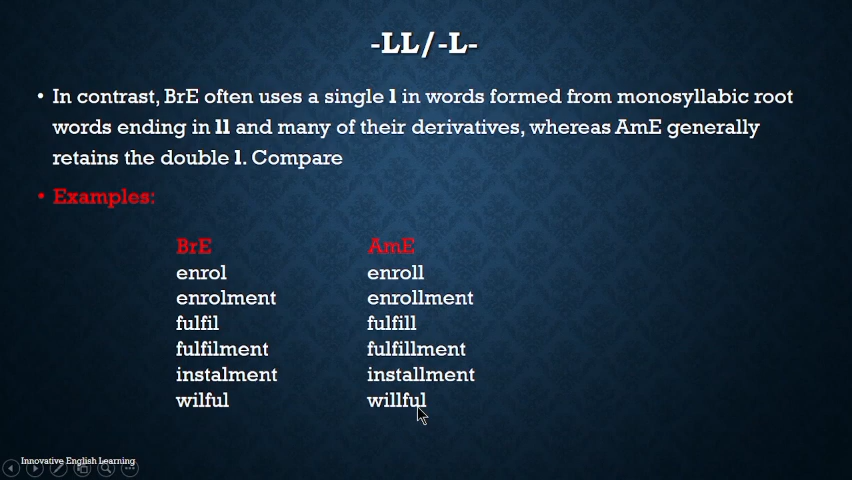 -LL/-L-
• In contrast, BrE often uses a single l in words formed from monosyllabic root
words ending in ll and many of their derivatives, whereas AmE generally
retains the double l. Compare
• Examples:
BrE AmE
enrol enroll
enrolment enrollment
fulfil fulfill
fulfilment fulfillment
instalment installment
wilful willful
Innovative English Learning